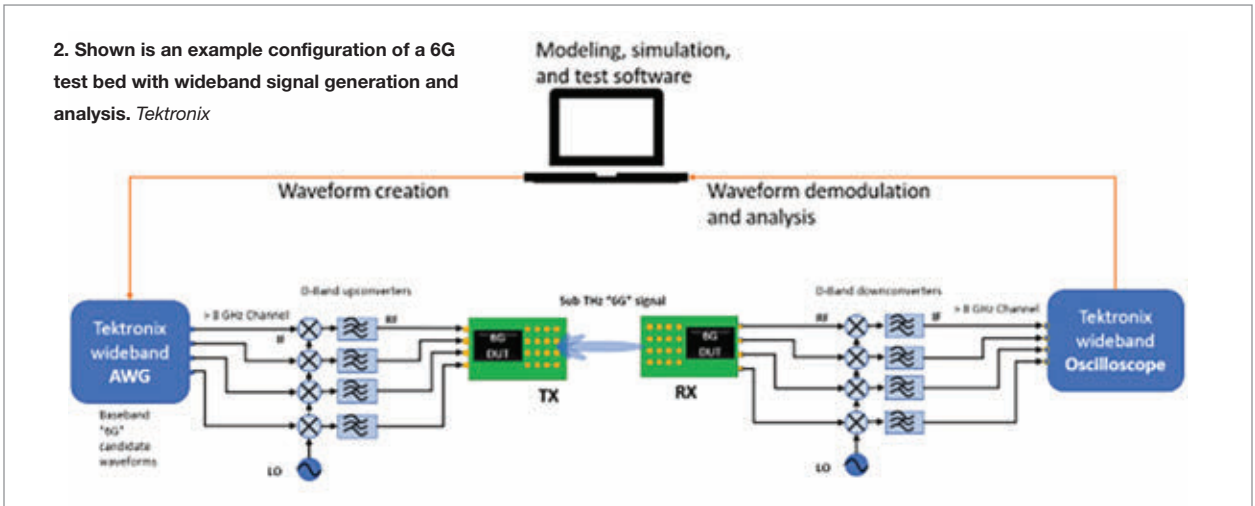 2. Shown is an example configuration of a 6G
test bed with wideband signal generation and
analysis. Tektronix
Modeling, simulation,
and test software
Waveform creation
Waveform demodulation
and analysis
D-Band upconverters
Sub THz "6G" signal
D-Band downconverters
Tektronix
wideband
AWG
> 8 GHz Channel
IF
RF
6G
DUT
TX
6G
DUT
RX
RF
IF
> 8 GHz Channel
Tektronix
wideband
Oscilloscope
Baseband
"6G"
candidate
waveforms
LO
LO